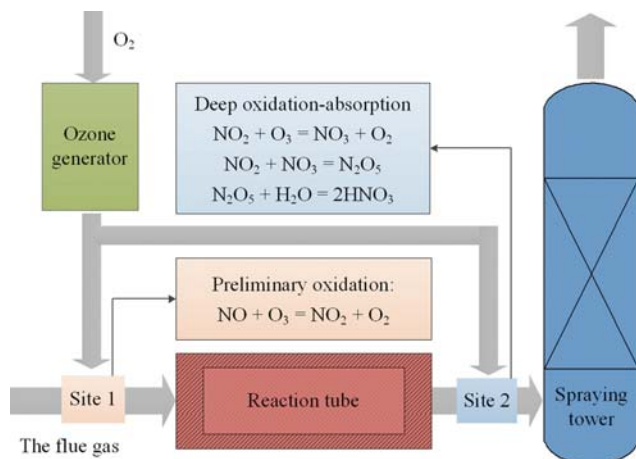 O₂
Ozone
generator
Deep oxidation-absorption
NO₂ + O₃ = NO₃ + O₂
NO₂ + NO₃ = N₂O₅
N₂O₅ + H₂O = 2HNO₃
Preliminary oxidation:
NO + O₃ = NO₂ + O₂
Site 1
Reaction tube
Site 2
Spraying
tower
The flue gas